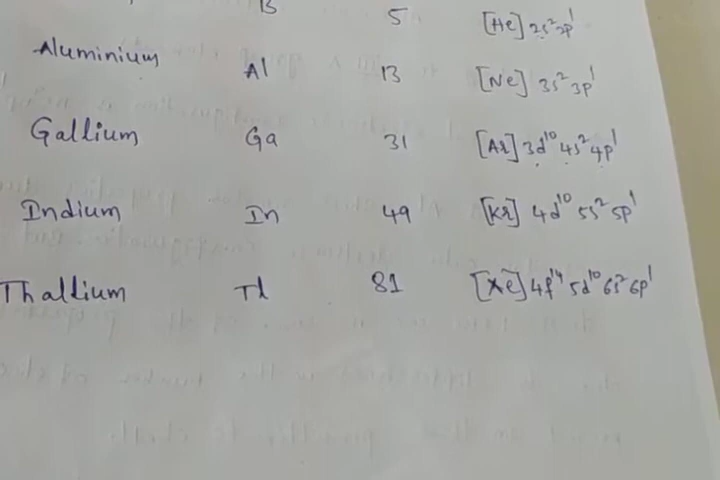 B 5 [He] 2s² 2p¹
Aluminium Al 13 [Ne] 3s² 3p¹
Gallium Ga 31 [Ar] 3d¹⁰ 4s² 4p¹
Indium In 49 [Kr] 4d¹⁰ 5s² 5p¹
Thallium Tl 81 [Xe] 4f¹⁴ 5d¹⁰ 6s² 6p¹